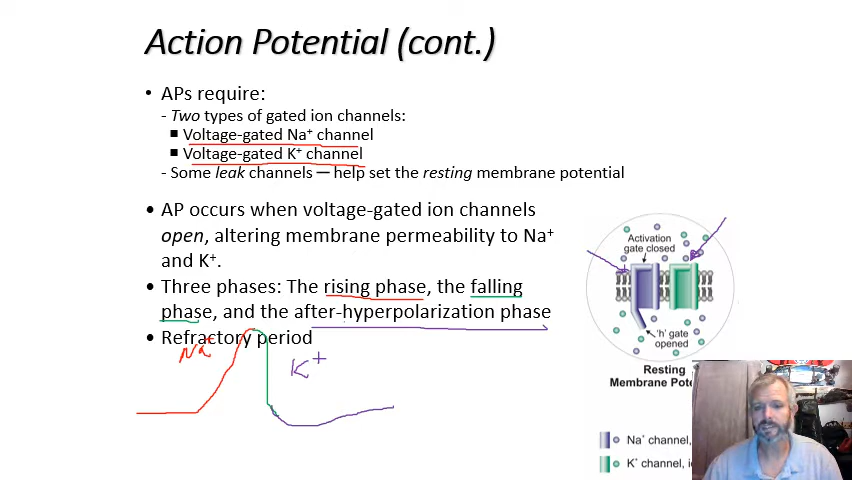 Action Potential (cont.)
• APs require:
- Two types of gated ion channels:
■ Voltage-gated Na⁺ channel
■ Voltage-gated K⁺ channel
- Some leak channels — help set the resting membrane potential
• AP occurs when voltage-gated ion channels
open, altering membrane permeability to Na⁺
and K⁺.
• Three phases: The rising phase, the falling
phase, and the after-hyperpolarization phase
• Refractory period
Na⁺
K⁺
Activation
gate closed
'h' gate
opened
Resting
Membrane
Na⁺ channel,
K⁺ channel,